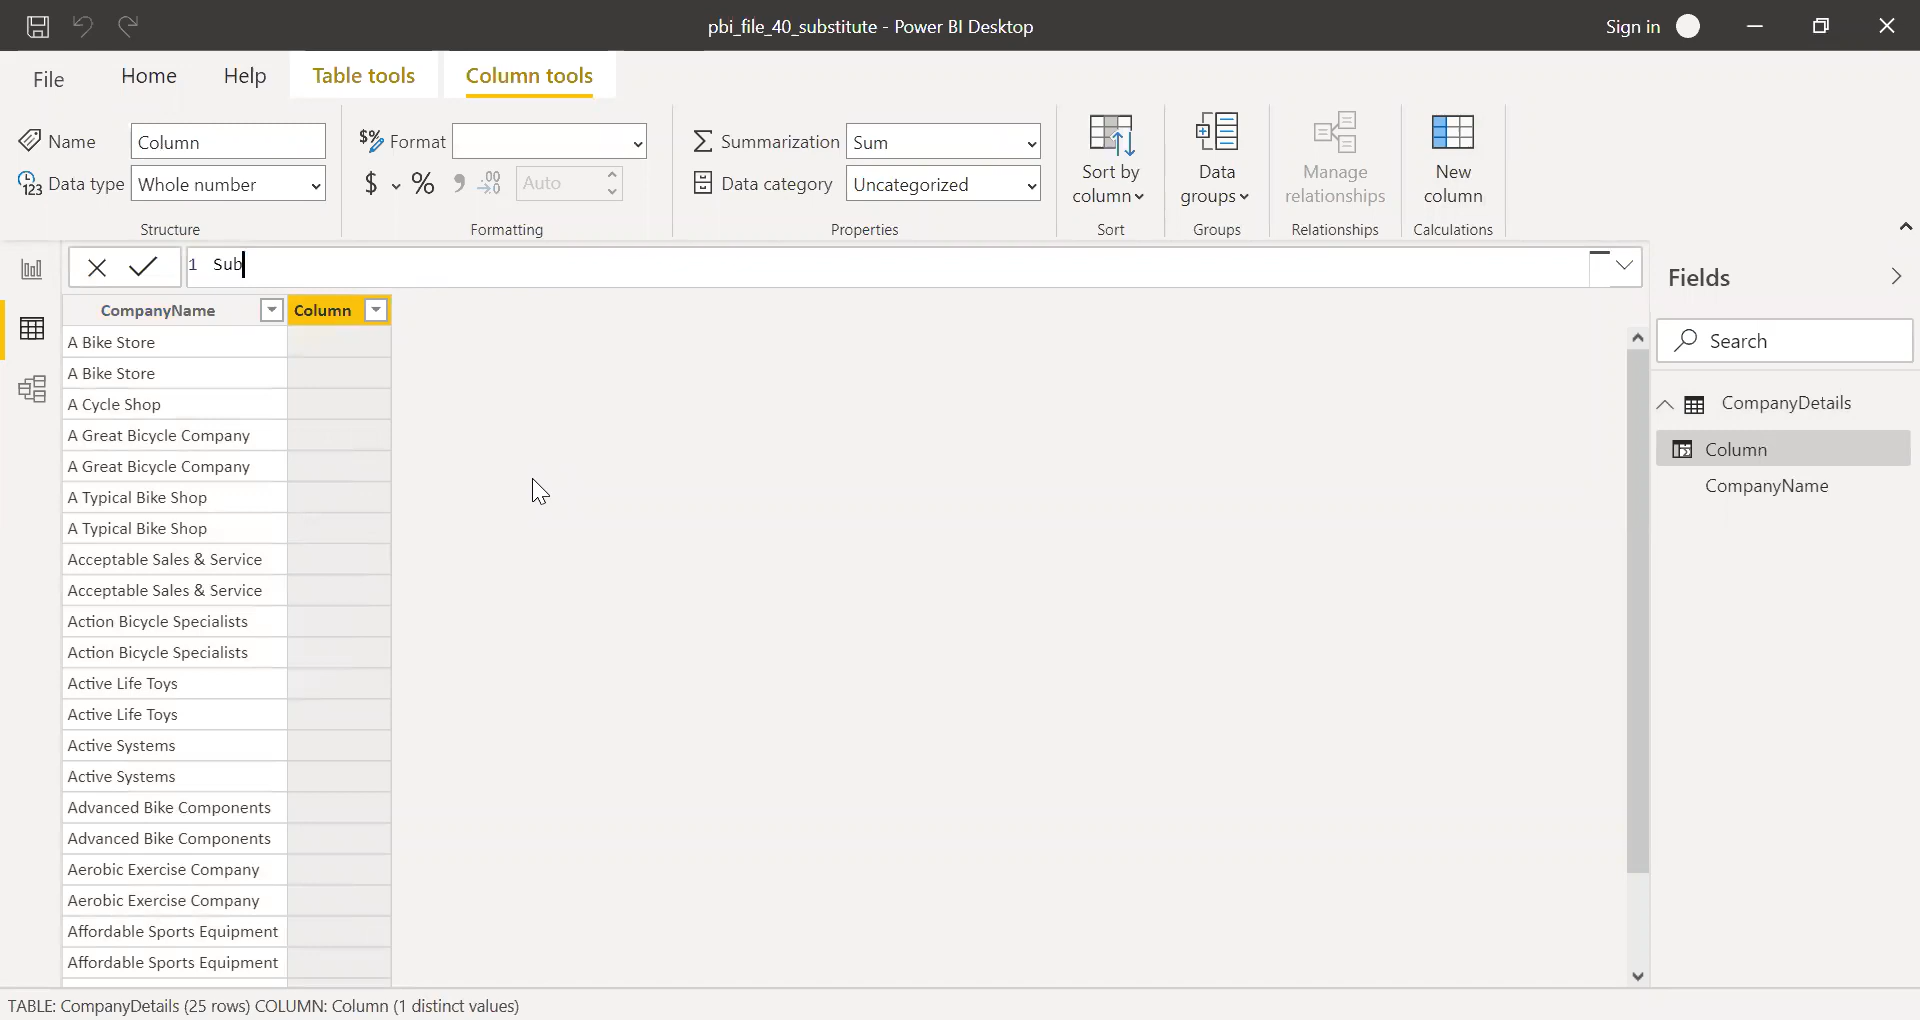 pbi_file_40_substitute - Power BI Desktop
Sign in
File Home Help Table tools Column tools
Name Column
Data type Whole number
Structure
Format
$ % 9 .00 Auto
Formatting
Summarization Sum
Data category Uncategorized
Properties
Sort by
column
Sort
Data
groups
Groups
Manage
relationships
Relationships
New
column
Calculations
1 Sub
CompanyName Column
A Bike Store
A Bike Store
A Cycle Shop
A Great Bicycle Company
A Great Bicycle Company
A Typical Bike Shop
A Typical Bike Shop
Acceptable Sales & Service
Acceptable Sales & Service
Action Bicycle Specialists
Action Bicycle Specialists
Active Life Toys
Active Life Toys
Active Systems
Active Systems
Advanced Bike Components
Advanced Bike Components
Aerobic Exercise Company
Aerobic Exercise Company
Affordable Sports Equipment
Affordable Sports Equipment
Fields
Search
CompanyDetails
Column
CompanyName
TABLE: CompanyDetails (25 rows) COLUMN: Column (1 distinct values)